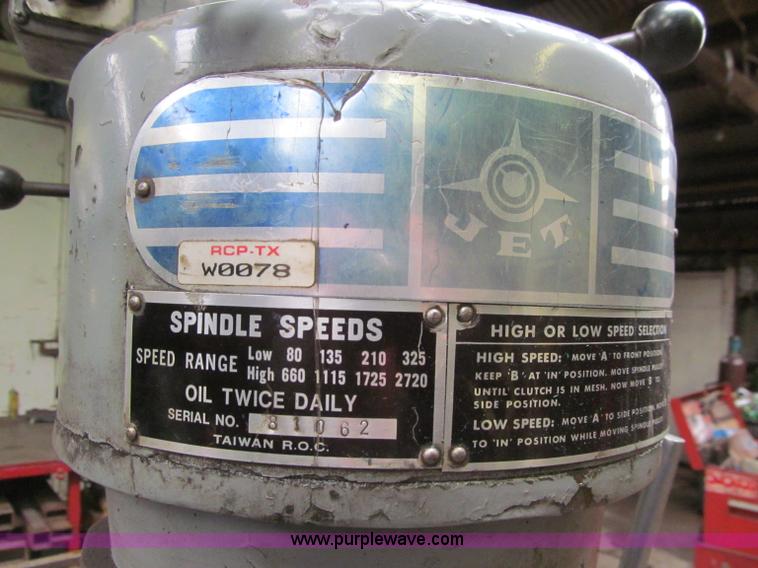 JET
RCP-TX
W0078
SPINDLE SPEEDS
SPEED RANGE Low 80 135 210 325
High 660 1115 1725 2720
OIL TWICE DAILY
SERIAL NO. 81062
TAIWAN R.O.C.
HIGH OR LOW SPEED SELECTION
HIGH SPEED: MOVE 'A' TO FRONT POSITION.
KEEP 'B' AT 'IN' POSITION. MOVE SPINDLE
UNTIL CLUTCH IS IN MESH. NOW MOVE 'B'
SIDE POSITION.
LOW SPEED: MOVE 'A' TO SIDE POSITION,
TO 'IN' POSITION WHILE MOVING SPINDLE
www.purplewave.com